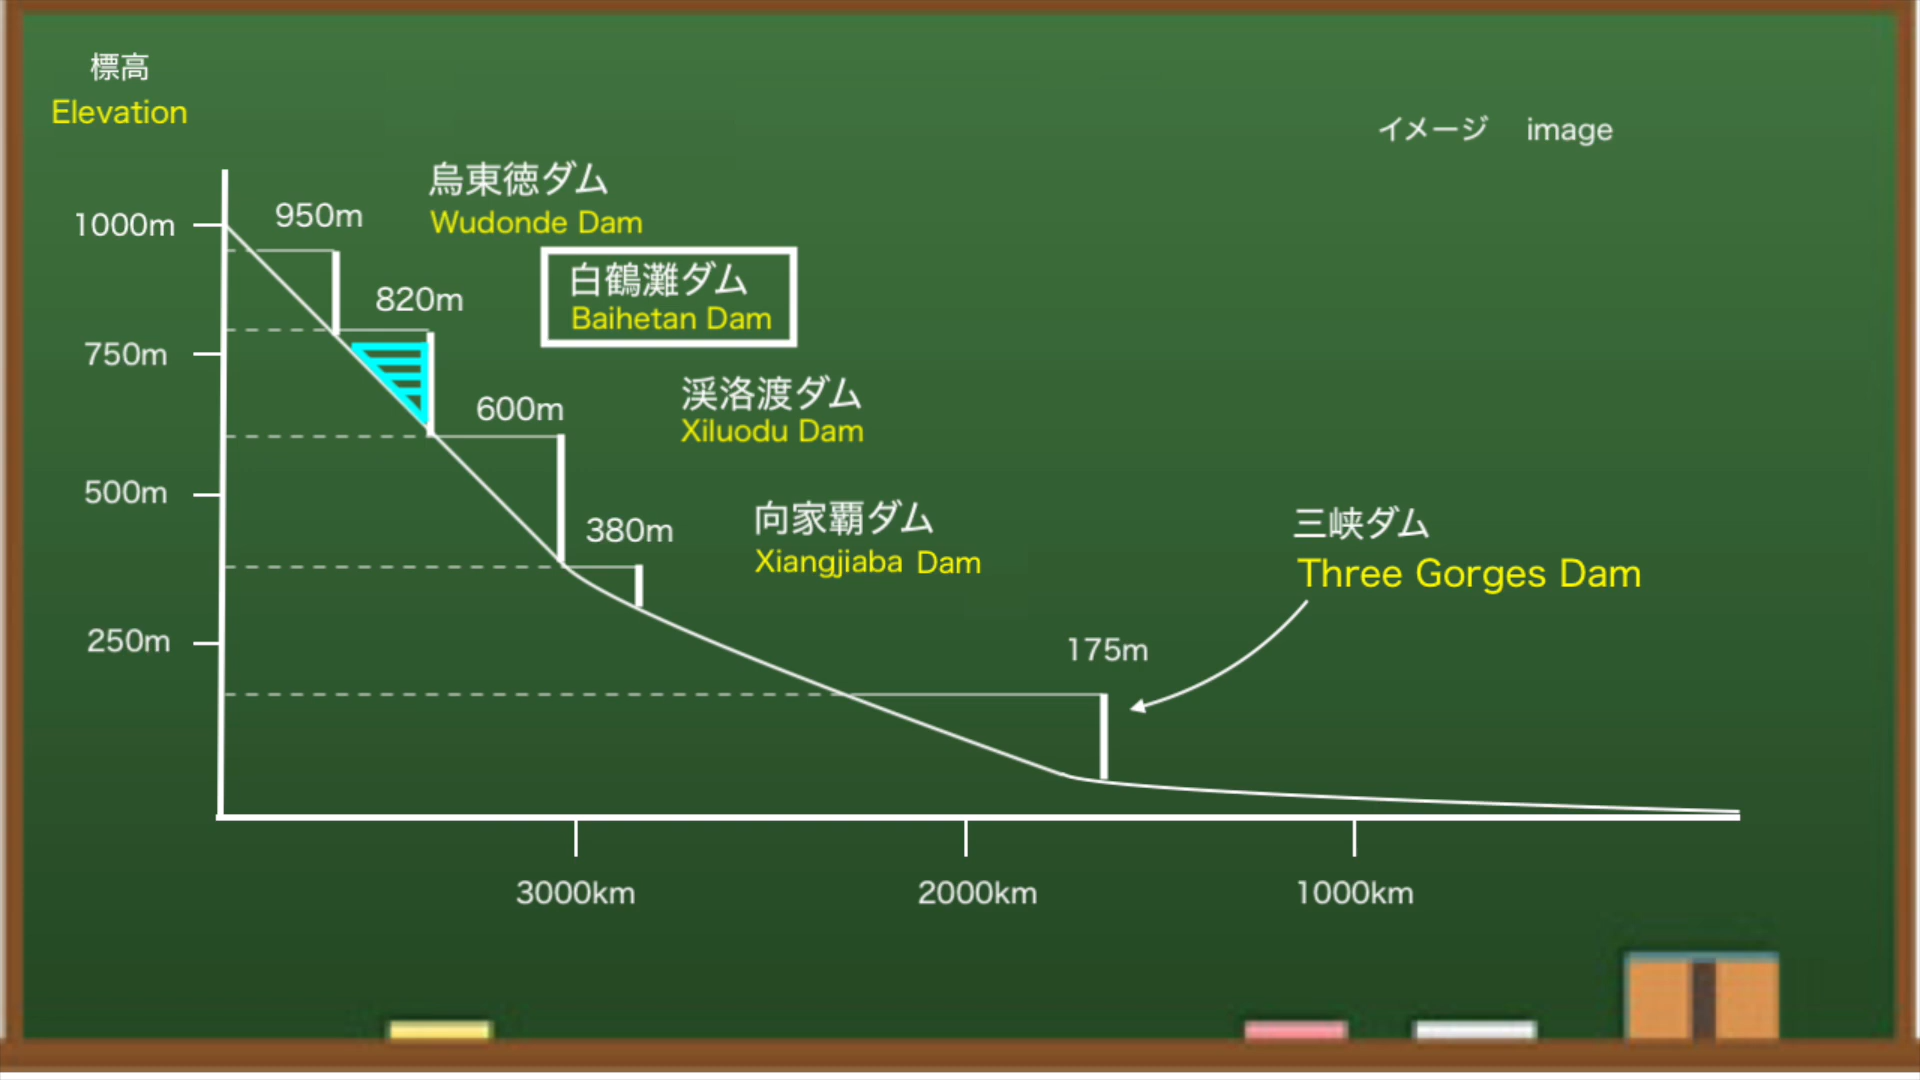 標高
Elevation
イメージ image
1000m
950m
烏東徳ダム
Wudonde Dam
820m
白鶴灘ダム
Baihetan Dam
750m
600m
渓洛渡ダム
Xiluodu Dam
500m
380m
向家覇ダム
Xiangjiaba Dam
三峡ダム
Three Gorges Dam
250m
175m
3000km
2000km
1000km